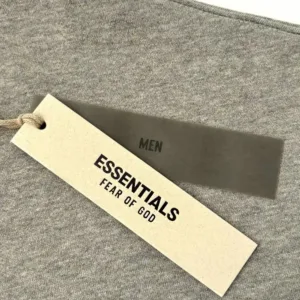 MEN
ESSENTIALS
FEAR OF GOD